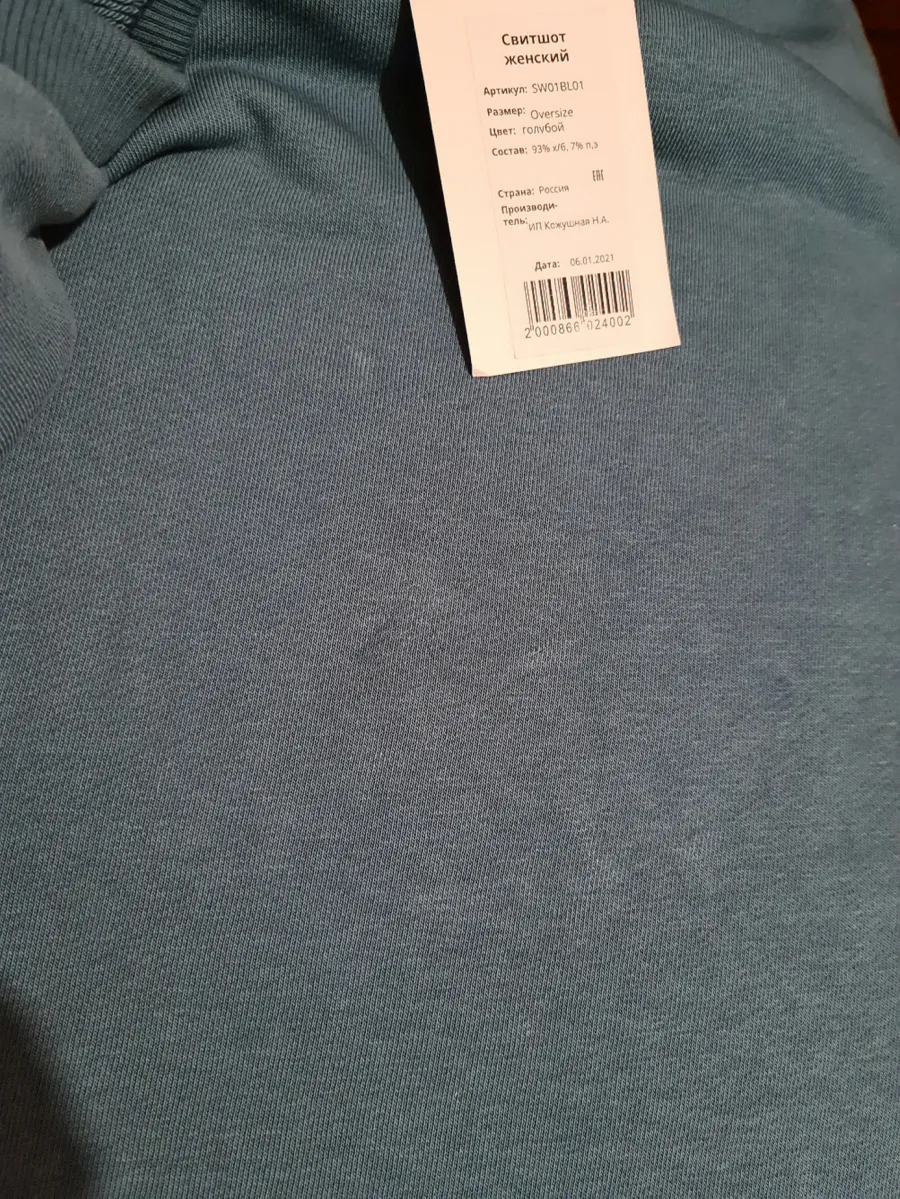 Свитшот
женский
Артикул: SW01BL01
Размер: Oversize
Цвет: голубой
Состав: 93% х/б, 7% п,э
EAC
Страна: Россия
Производи-
тель: ИП Кожушная Н.А.
Дата: 06.01.2021
2000866024002